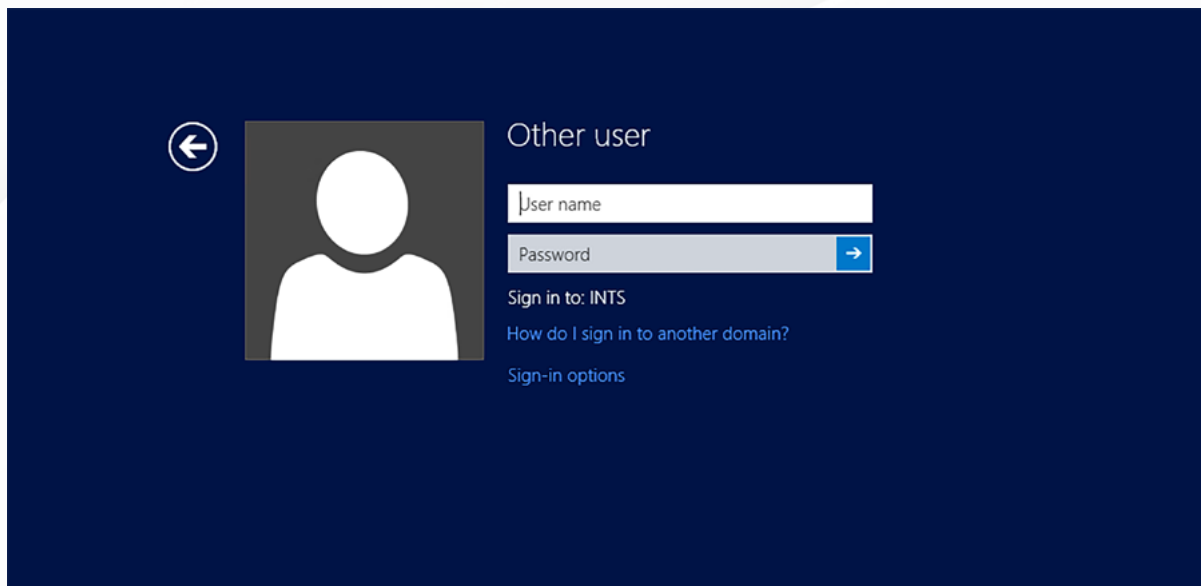 Other user
User name
Password
Sign in to: INTS
How do I sign in to another domain?
Sign-in options